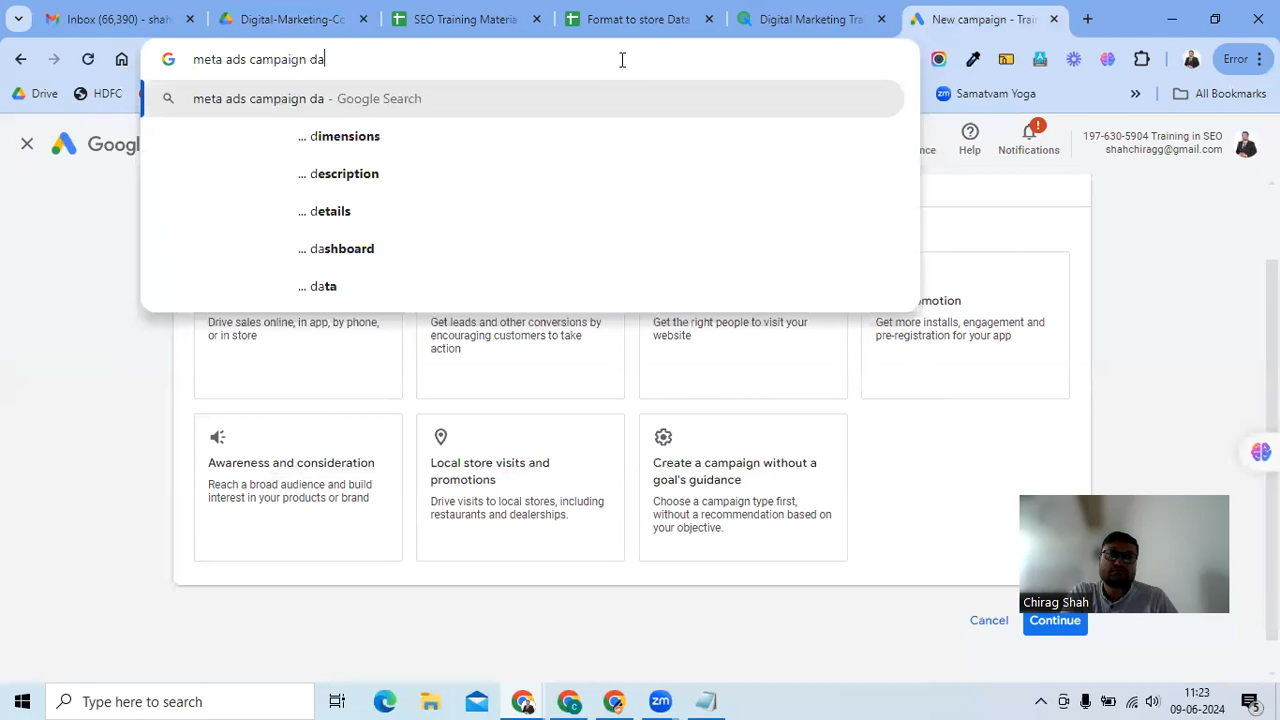 Inbox (90,590) - shah
Digital-Marketing-Co
SEO Training Materia
Format to store Data
Digital Marketing Tra
New campaign - Trai
meta ads campaign da
Error
Drive
HDFC
Samatvam Yoga
All Bookmarks
meta ads campaign da - Google Search
... dimensions
... description
... details
... dashboard
... data
Goog
nce
Help
Notifications
197-630-5904 Training in SEO
shahchiragg@gmail.com
omotion
Drive sales online, in app, by phone,
or in store
Get leads and other conversions by
encouraging customers to take
action
Get the right people to visit your
website
Get more installs, engagement and
pre-registration for your app
Awareness and consideration
Reach a broad audience and build
interest in your products or brand
Local store visits and
promotions
Drive visits to local stores, including
restaurants and dealerships.
Create a campaign without a
goal's guidance
Choose a campaign type first,
without a recommendation based on
your objective.
Chirag Shah
Cancel
Continue
Type here to search
11:23
09-06-2024
5